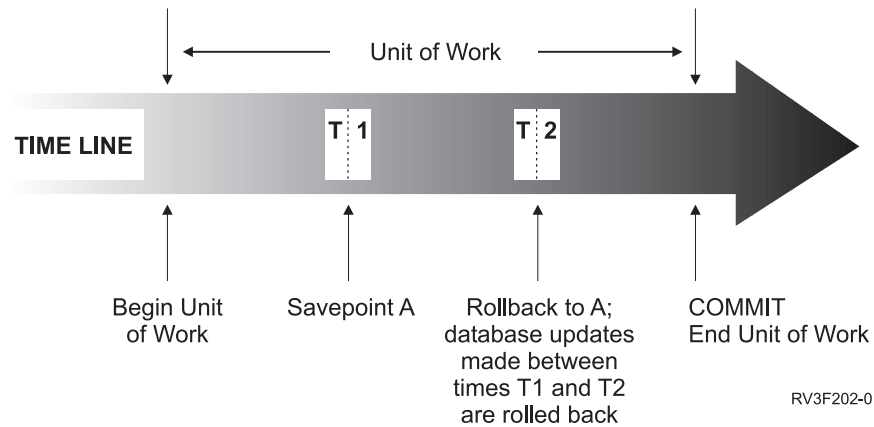 Unit of Work
TIME LINE
T 1
T 2
Begin Unit
of Work
Savepoint A
Rollback to A;
database updates
made between
times T1 and T2
are rolled back
COMMIT
End Unit of Work
RV3F202-0